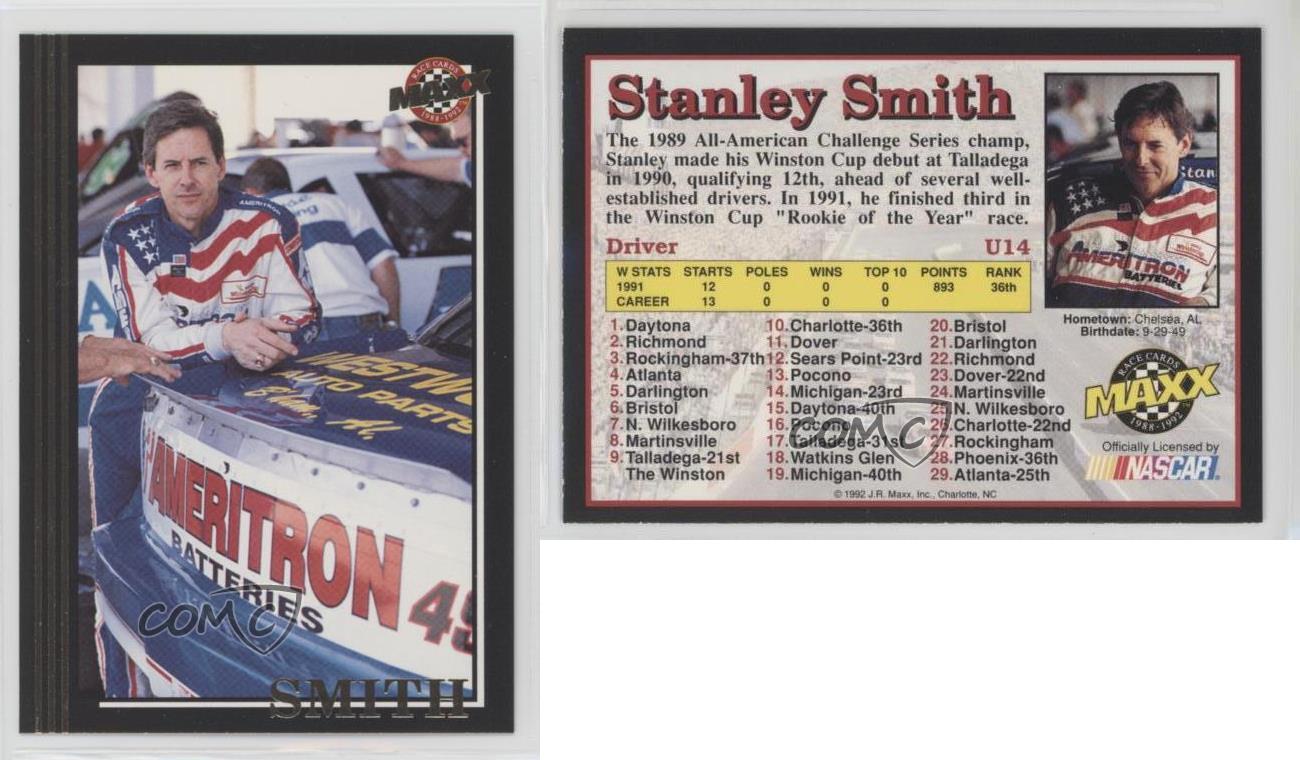 RACE CARDS
MAXX
1988-1992
AMERITRON
WESTW
AUTO PARTS
AL.
AMERITRON
BATTERIES
49
COMC
SMITH
Stanley Smith
The 1989 All-American Challenge Series champ,
Stanley made his Winston Cup debut at Talladega
in 1990, qualifying 12th, ahead of several well-
established drivers. In 1991, he finished third in
the Winston Cup "Rookie of the Year" race.
Driver U14
W STATS STARTS POLES WINS TOP 10 POINTS RANK
1991 12 0 0 0 893 36th
CAREER 13 0 0 0
1. Daytona 10. Charlotte-36th 20. Bristol
2. Richmond 11. Dover 21. Darlington
3. Rockingham-37th 12. Sears Point-23rd 22. Richmond
4. Atlanta 13. Pocono 23. Dover-22nd
5. Darlington 14. Michigan-23rd 24. Martinsville
6. Bristol 15. Daytona-40th 25. N. Wilkesboro
7. N. Wilkesboro 16. Pocono 26. Charlotte-22nd
8. Martinsville 17. Talladega-31st 27. Rockingham
9. Talladega-21st 18. Watkins Glen 28. Phoenix-36th
The Winston 19. Michigan-40th 29. Atlanta-25th
© 1992 J.R. Maxx, Inc., Charlotte, NC
COMC
Stan
AMERITRON
BATTERIES
Hometown: Chelsea, AL
Birthdate: 9-29-49
RACE CARDS
MAXX
1988-1992
Officially Licensed by
NASCAR